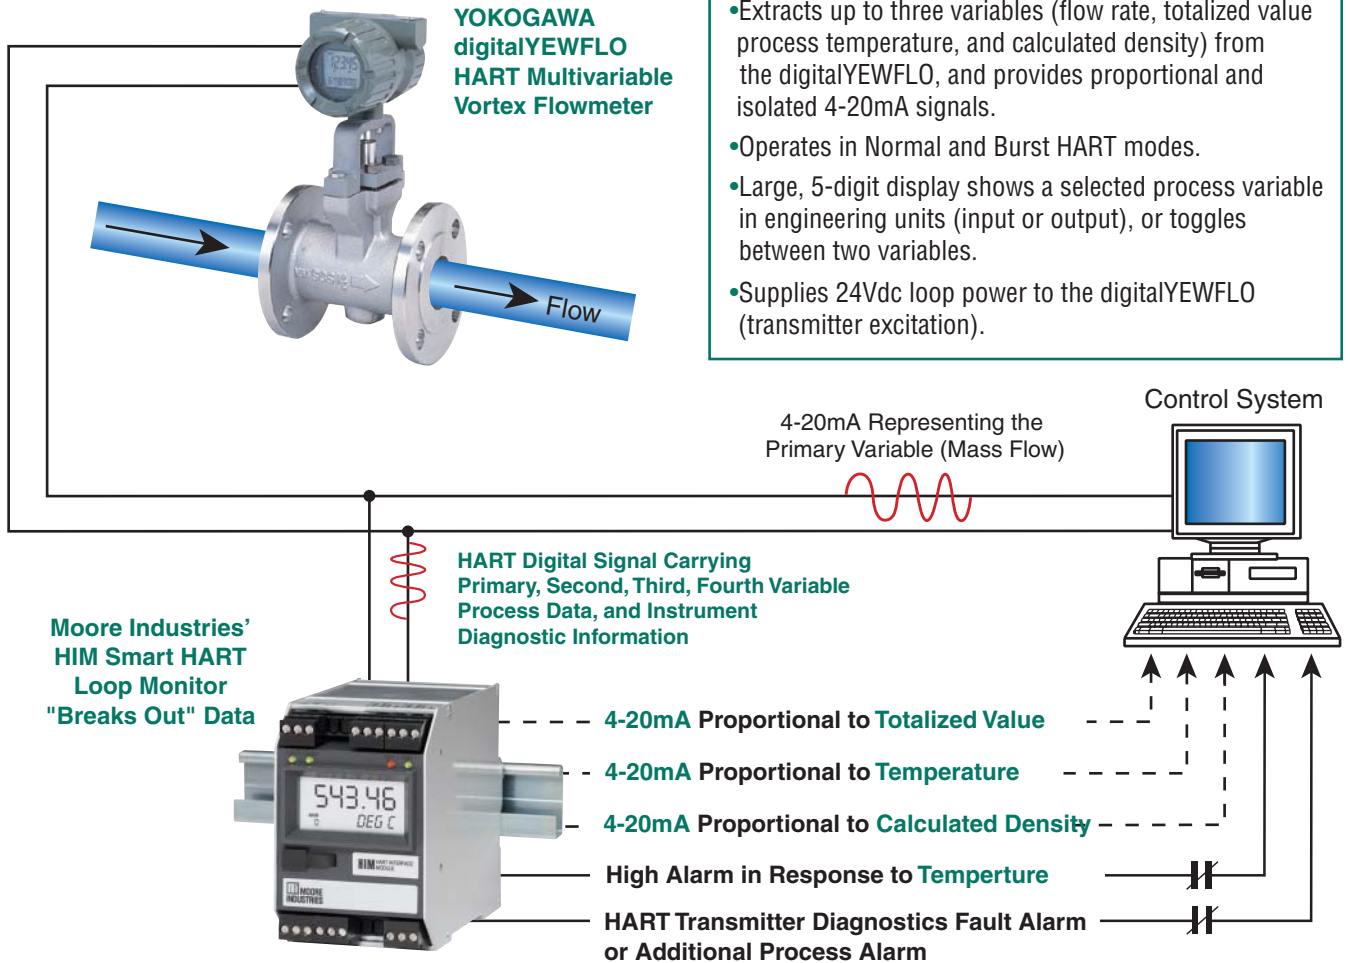 YOKOGAWA
digitalYEWFLO
HART Multivariable
Vortex Flowmeter
•Extracts up to three variables (flow rate, totalized value
process temperature, and calculated density) from
the digitalYEWFLO, and provides proportional and
isolated 4-20mA signals.
•Operates in Normal and Burst HART modes.
•Large, 5-digit display shows a selected process variable
in engineering units (input or output), or toggles
between two variables.
•Supplies 24Vdc loop power to the digitalYEWFLO
(transmitter excitation).
12345
Flow
Control System
4-20mA Representing the
Primary Variable (Mass Flow)
HART Digital Signal Carrying
Primary, Second, Third, Fourth Variable
Process Data, and Instrument
Diagnostic Information
Moore Industries’
HIM Smart HART
Loop Monitor
"Breaks Out" Data
543.46
DEG C
HIM HART INTERFACE
MODULE
MOORE
INDUSTRIES
4-20mA Proportional to Totalized Value
4-20mA Proportional to Temperature
4-20mA Proportional to Calculated Density
High Alarm in Response to Temperture
HART Transmitter Diagnostics Fault Alarm
or Additional Process Alarm